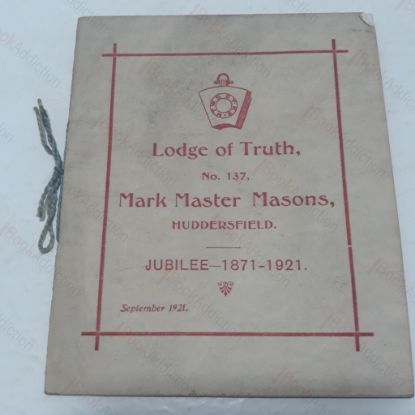 Lodge of Truth,
No. 137,
Mark Master Masons,
HUDDERSFIELD.
JUBILEE—1871-1921.
September 1921.